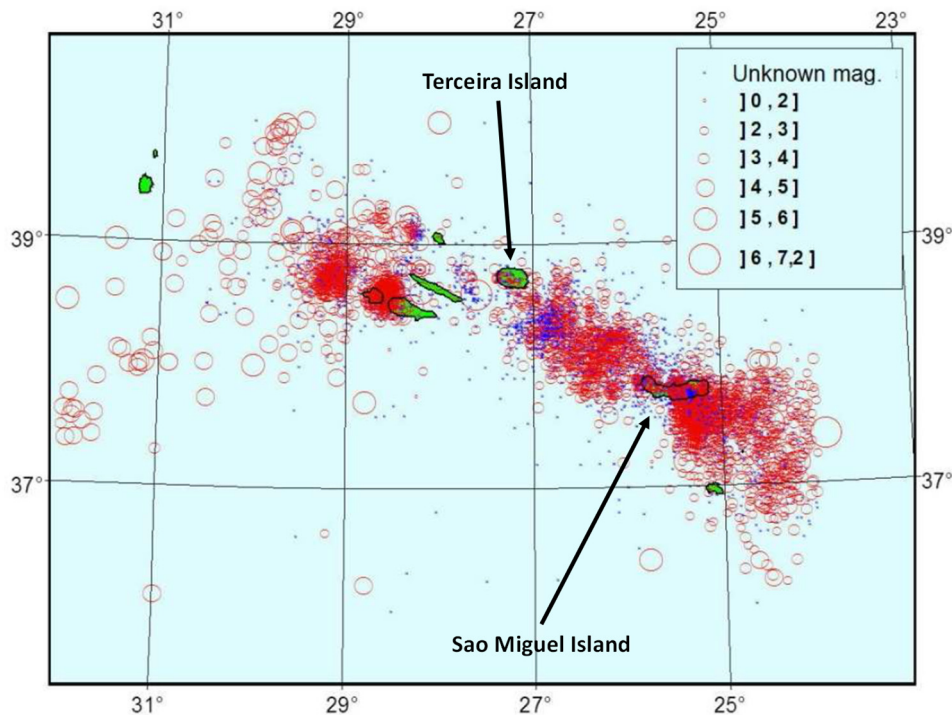 31°
29°
27°
25°
23°
Terceira Island
Unknown mag.
]0 , 2]
]2 , 3]
]3 , 4]
]4 , 5]
]5 , 6]
]6 , 7,2]
39°
39°
37°
37°
Sao Miguel Island
31°
29°
27°
25°